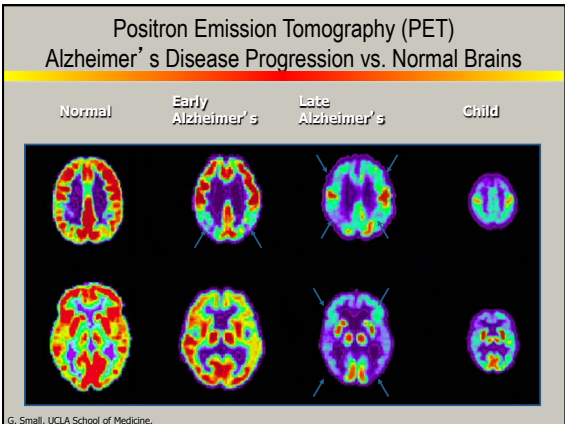 Positron Emission Tomography (PET)
Alzheimer’s Disease Progression vs. Normal Brains
Normal
Early
Alzheimer’s
Late
Alzheimer’s
Child
G. Small, UCLA School of Medicine.